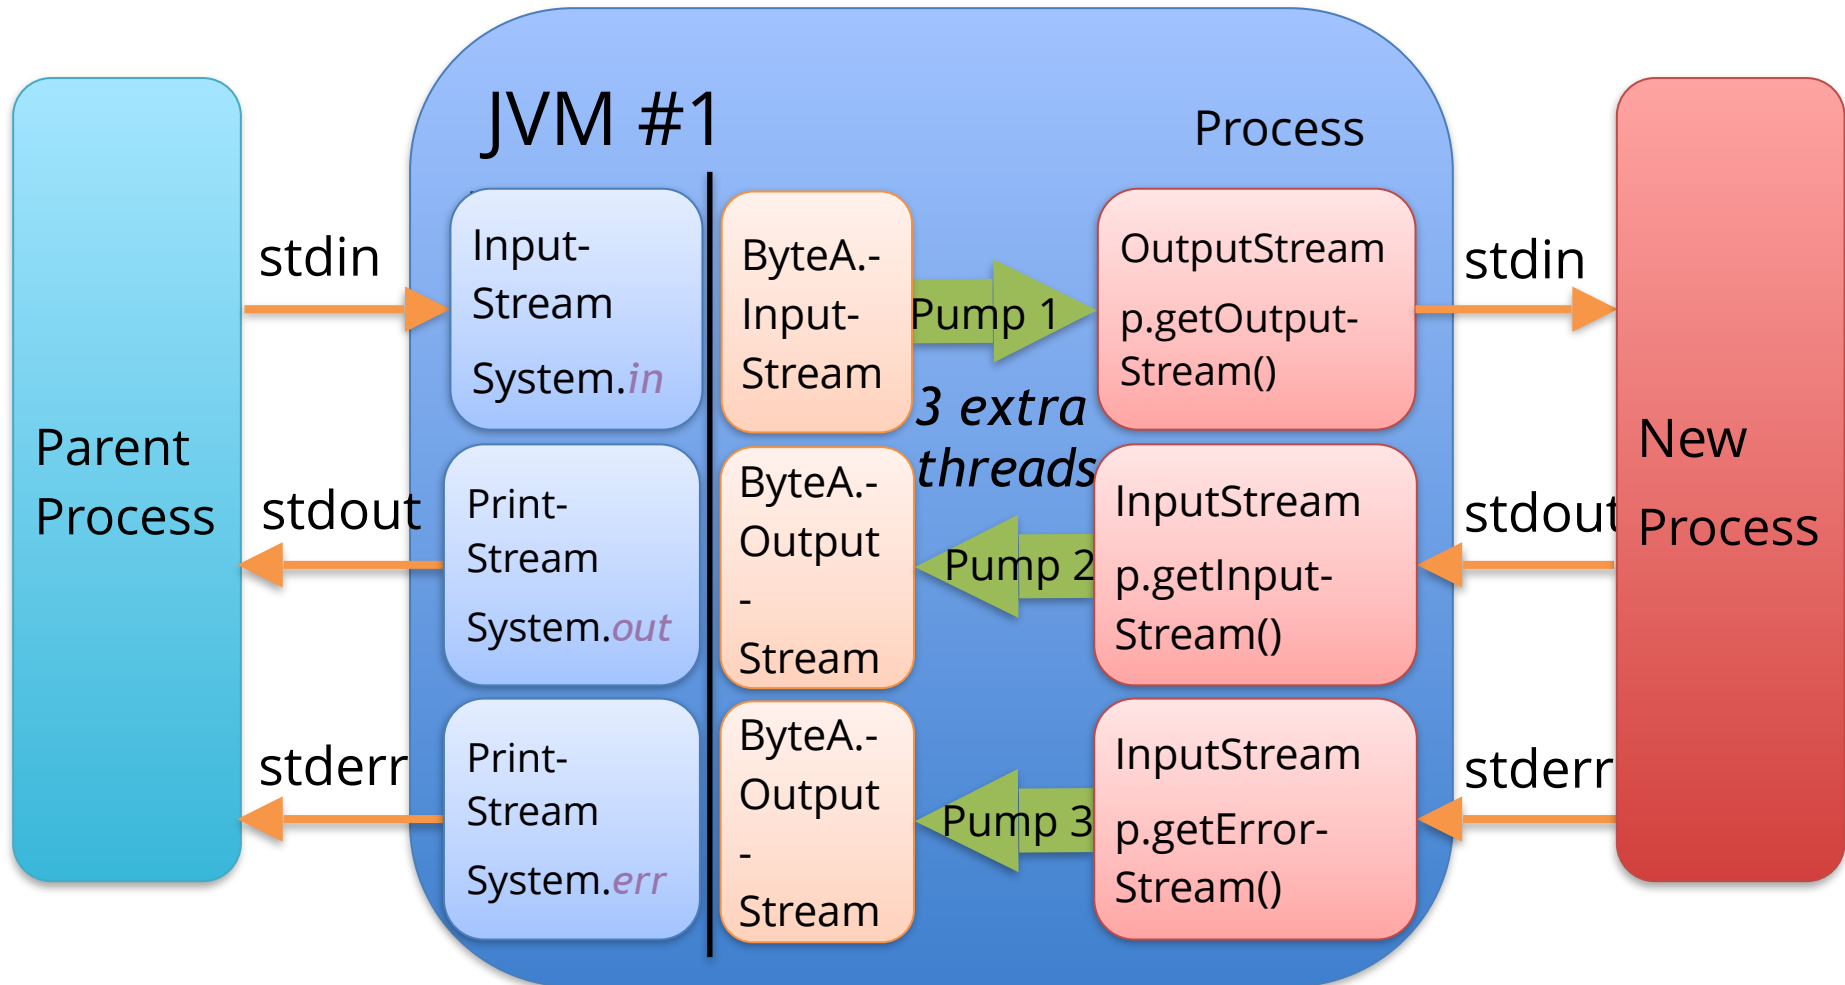 JVM #1
Process
Parent
Process
stdin
stdout
stderr
Input-
Stream
System.in
Print-
Stream
System.out
Print-
Stream
System.err
ByteA.-
Input-
Stream
ByteA.-
Output
-
Stream
ByteA.-
Output
-
Stream
Pump 1
3 extra
threads
Pump 2
Pump 3
OutputStream
p.getOutput-
Stream()
InputStream
p.getInput-
Stream()
InputStream
p.getError-
Stream()
stdin
stdout
stderr
New
Process